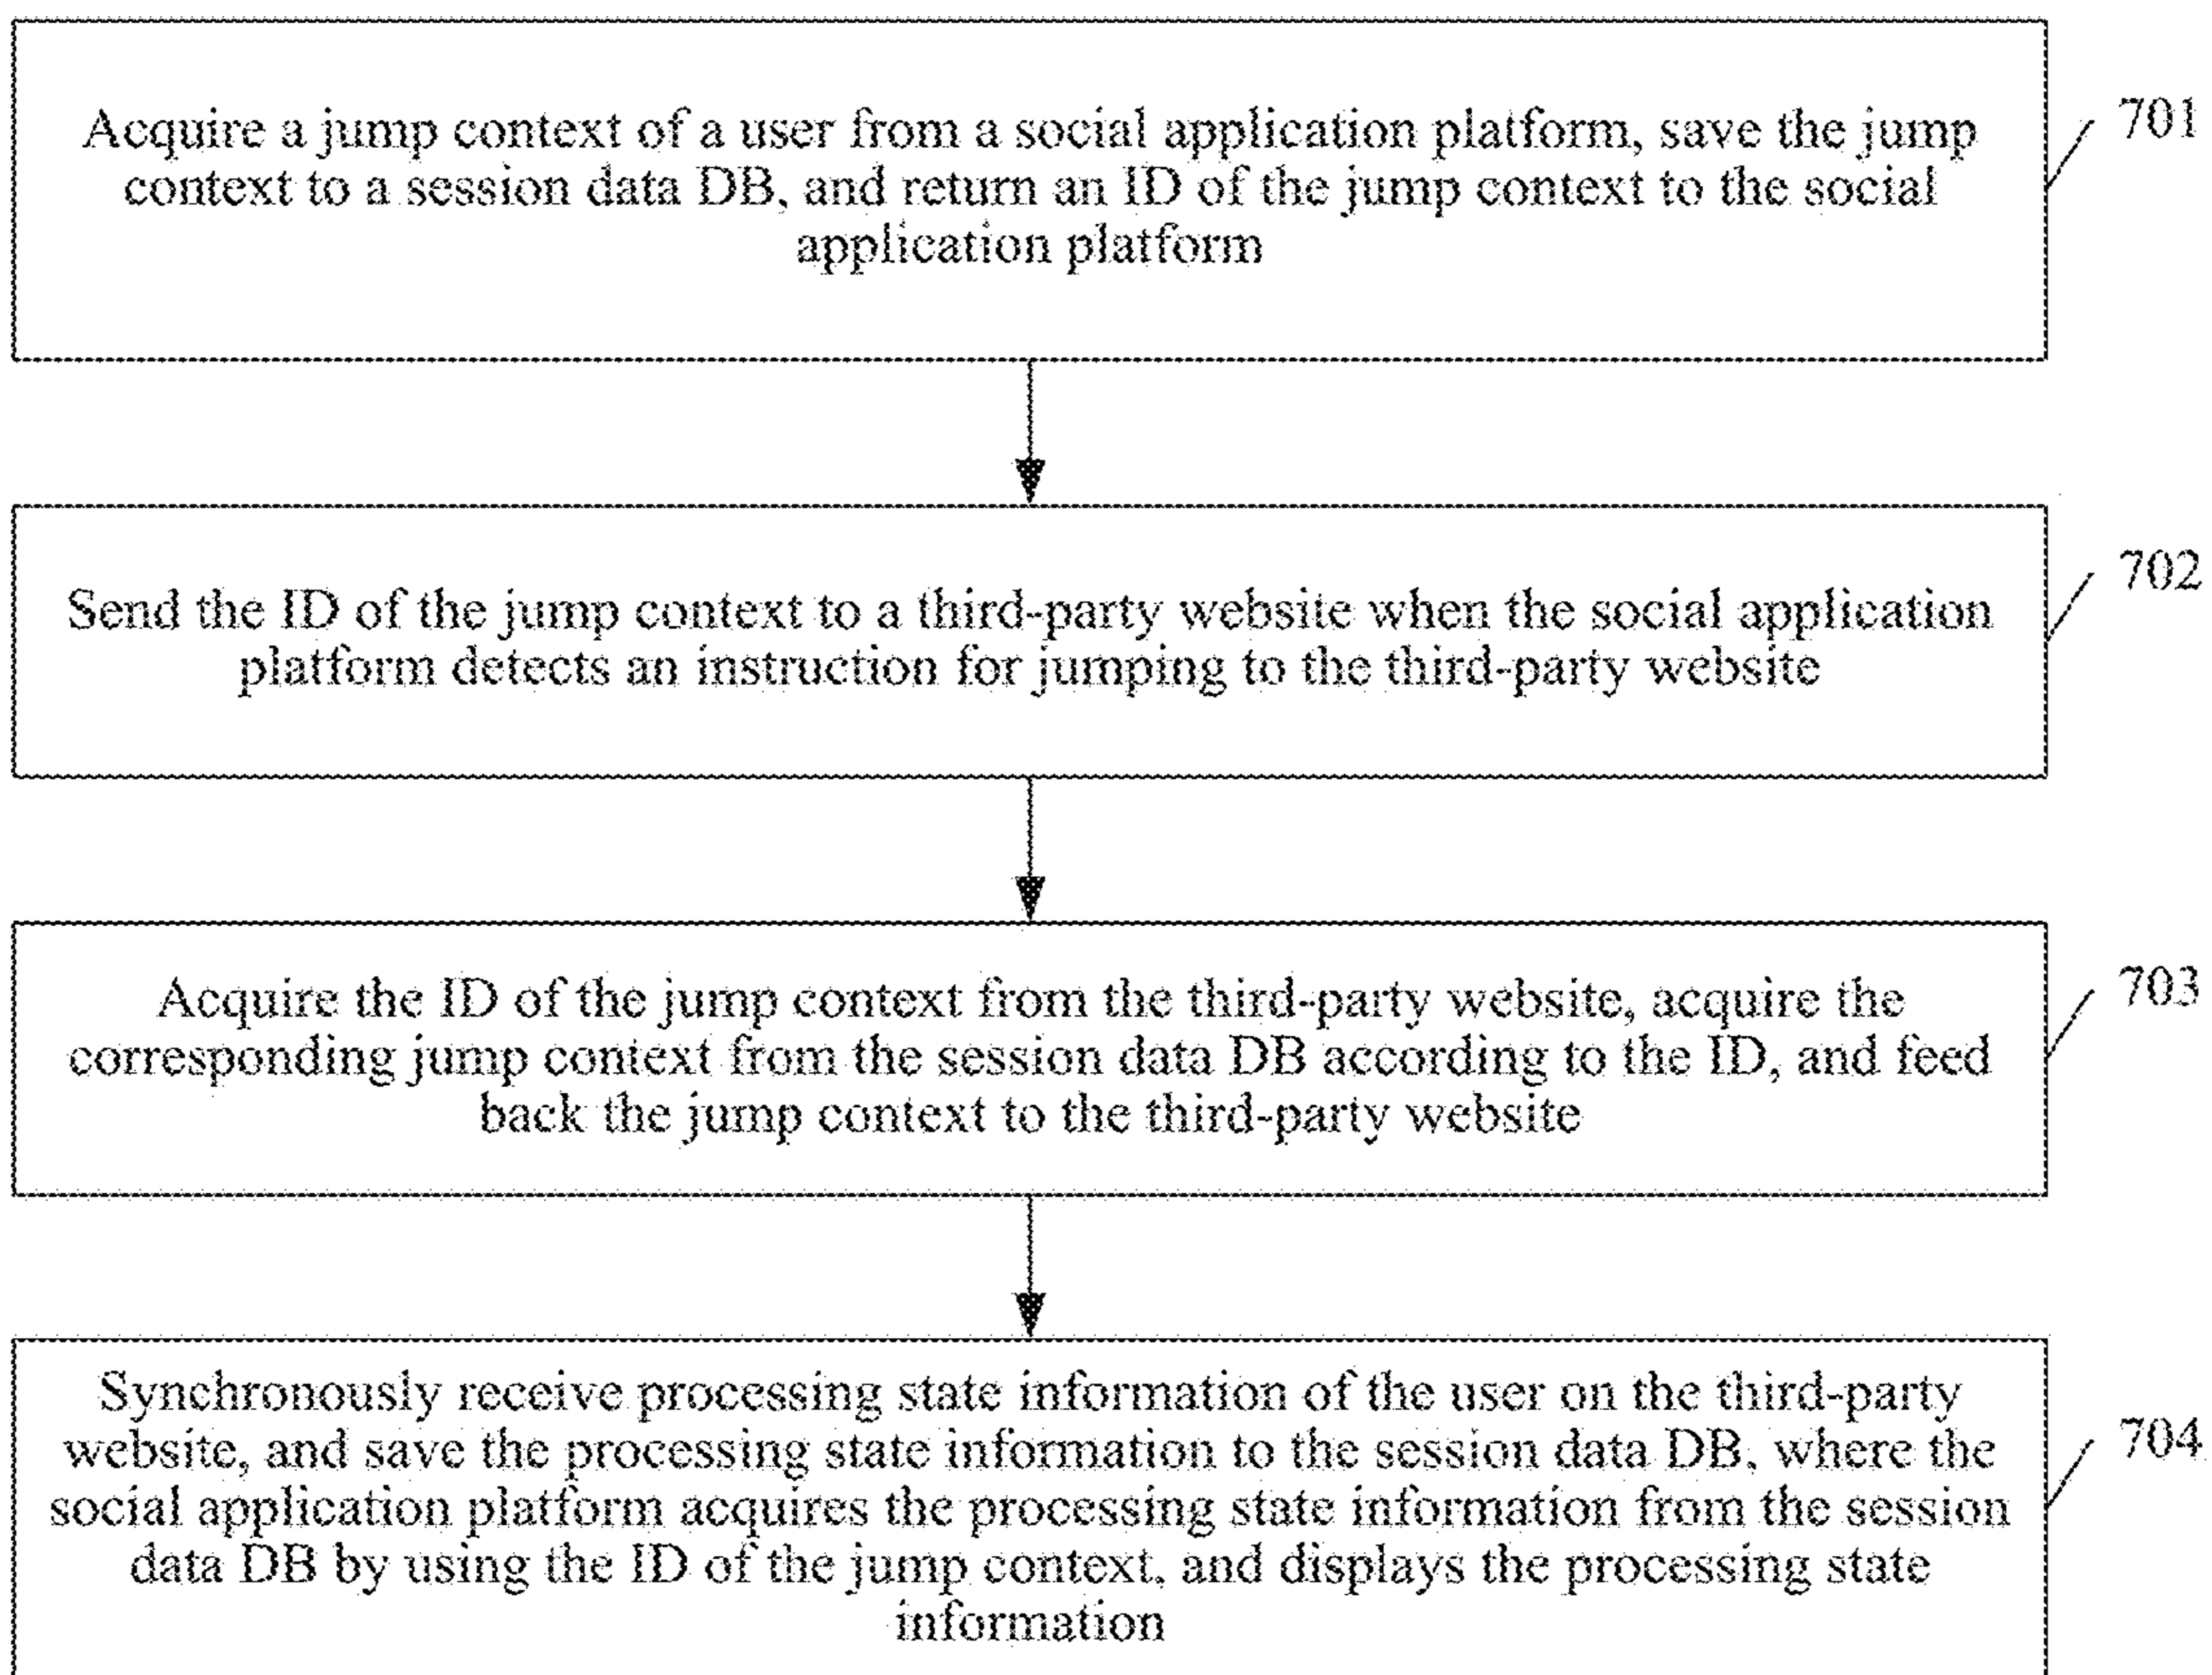 Acquire a jump context of a user from a social application platform, save the jump
context to a session data DB, and return an ID of the jump context to the social
application platform
701
Send the ID of the jump context to a third-party website when the social application
platform detects an instruction for jumping to the third-party website
702
Acquire the ID of the jump context from the third-party website, acquire the
corresponding jump context from the session data DB according to the ID, and feed
back the jump context to the third-party website
703
Synchronously receive processing state information of the user on the third-party
website, and save the processing state information to the session data DB, where the
social application platform acquires the processing state information from the session
data DB by using the ID of the jump context, and displays the processing state
information
704